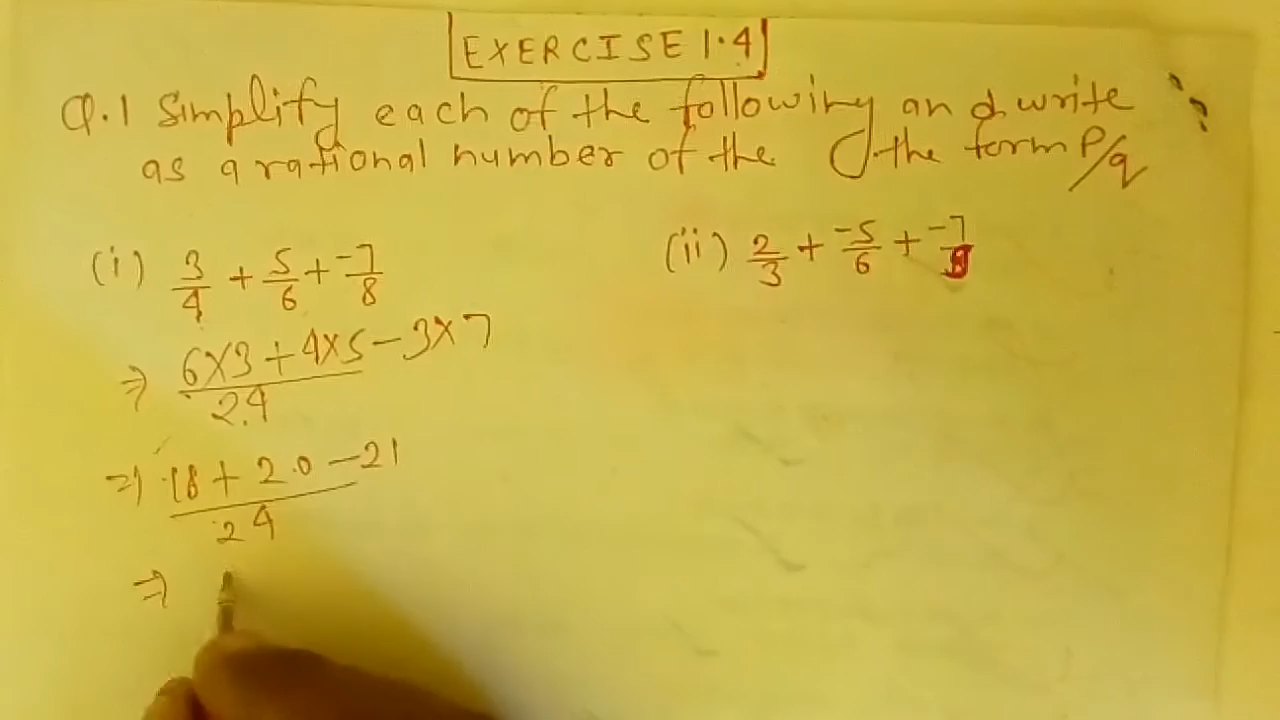 EXERCISE 1.4
Q.1 Simplify each of the following and write
as a rational number of the the form P/q
(i) 3/4 + 5/6 + -7/8
(ii) 2/3 + -5/6 + -7/
⇒ 6×3+4×5-3×7/24
⇒ 18+20-21/24
⇒